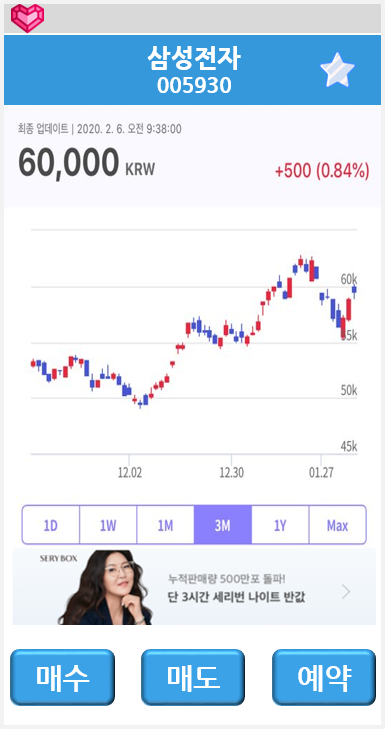 삼성전자
005930
최종 업데이트 | 2020. 2. 6. 오전 9:38:00
60,000 KRW
+500 (0.84%)
60k
55k
50k
45k
12.02 12.30 01.27
1D 1W 1M 3M 1Y Max
SERY BOX
누적판매량 500만포 돌파!
단 3시간 세리번 나이트 반값
매수 매도 예약